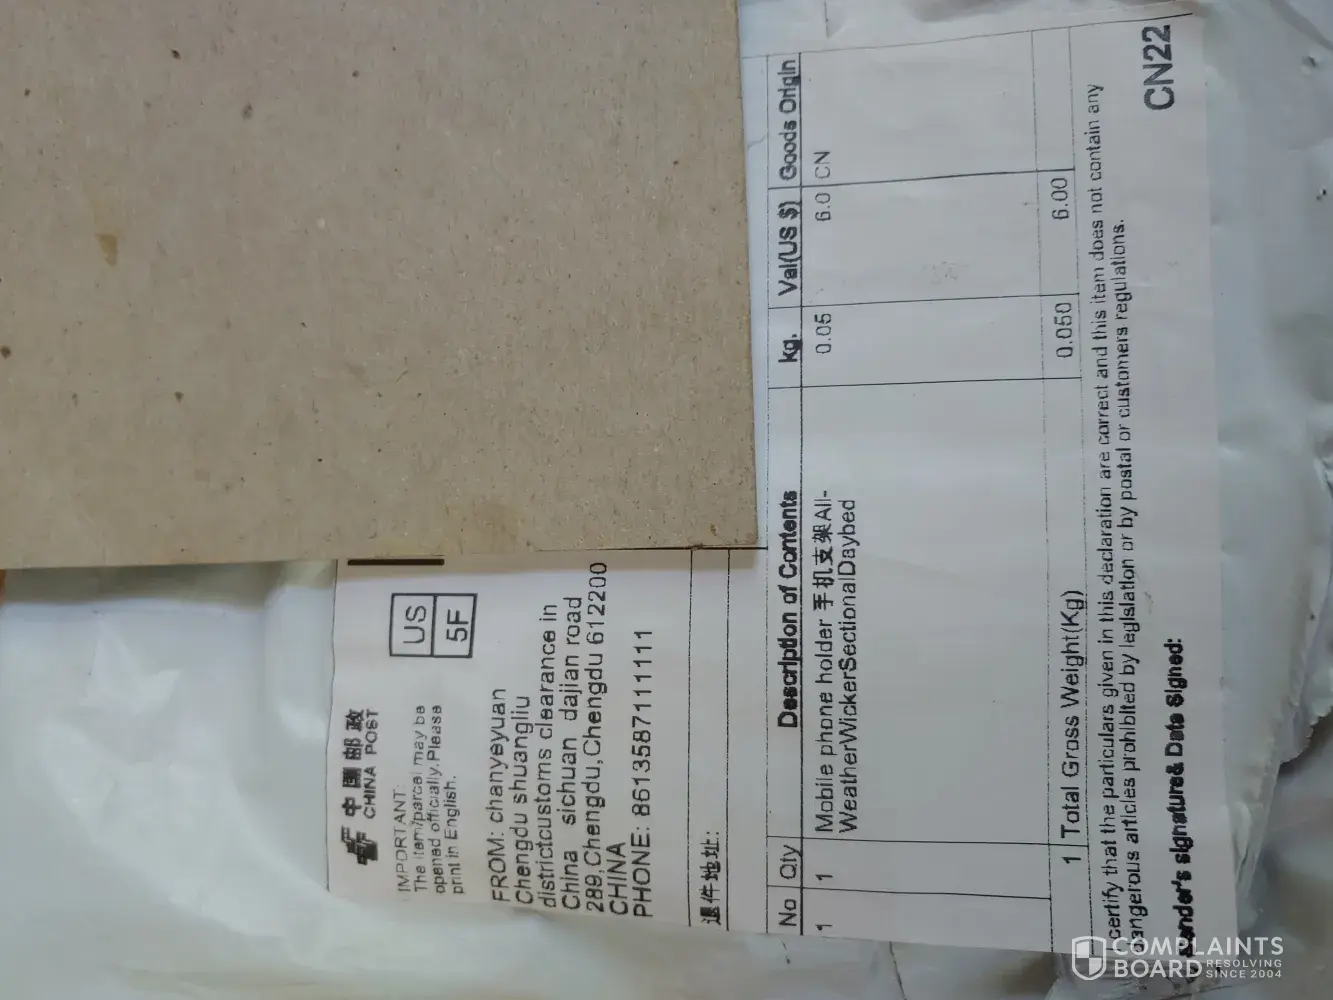 中国邮政
CHINA POST
IMPORTANT:
The item/parcel may be
opened officially.Please
print in English.
US
5F
FROM: chanyeyuan
Chengdu shuangliu
districtcustoms clearance in
China sichuan dajian road
289,Chengdu,Chengdu 612200
CHINA
PHONE: 8613587111111
退件地址:
No Qty Description of Contents kg. Val(US $) Goods Origin
1 1 Mobile phone holder 手机支架All- 0.05 6.0 CN
WeatherWickerSectionalDaybed
1 Total Gross Weight(Kg) 0.050 6.00
I certify that the particulars given in this declaration are correct and this item does not contain any
dangerous articles prohibited by legislation or by postal or customers regulations.
Sender's signature& Date Signed:
CN22
COMPLAINTS
BOARD RESOLVING
SINCE 2004